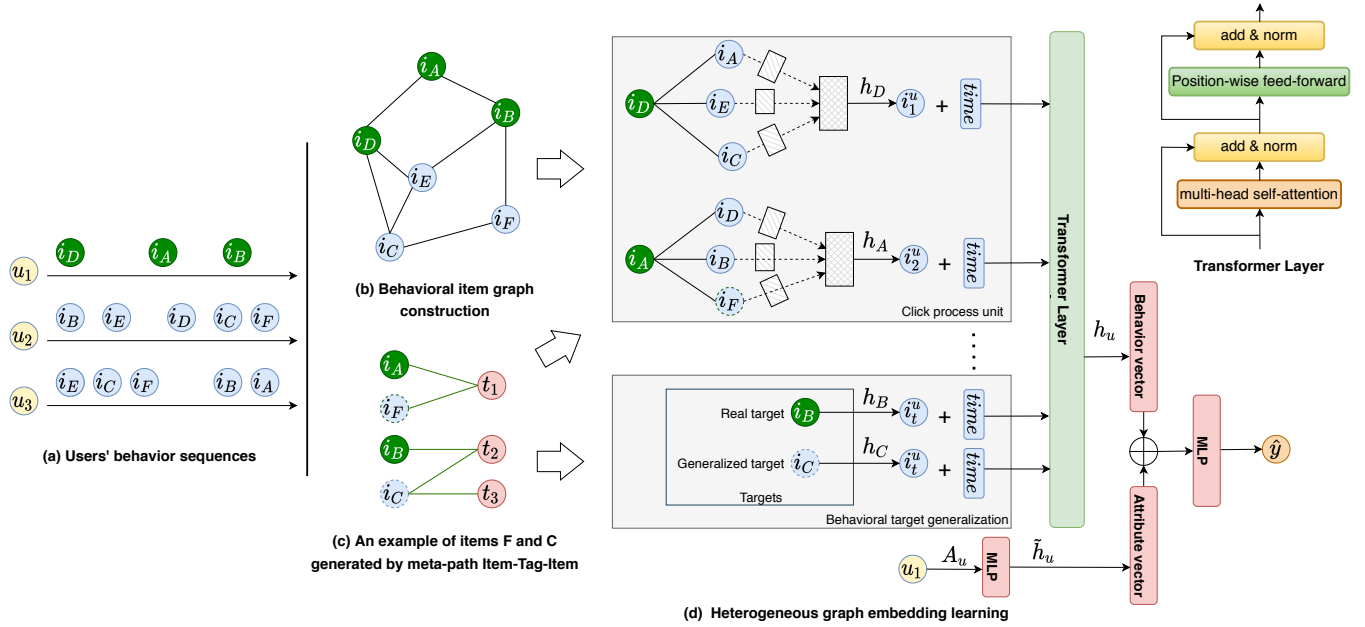 i_D i_A i_B
u_1
i_B i_E i_D i_C i_F
u_2
i_E i_C i_F i_B i_A
u_3
(a) Users' behavior sequences
i_A
i_B
i_D
i_E
i_F
i_C
(b) Behavioral item graph
construction
i_A
t_1
i_F
i_B
t_2
i_C
t_3
(c) An example of items F and C
generated by meta-path Item-Tag-Item
i_A
i_D i_E h_D i_1^u + time
i_C
i_D
i_A i_B h_A i_2^u + time
i_F
Click process unit
Real target i_B h_B i_t^u + time
Generalized target i_C h_C i_t^u + time
Targets
Behavioral target generalization
Transformer Layer
u_1 A_u MLP h̃_u
h_u
Behavior vector
Attribute vector
MLP
ŷ
(d) Heterogeneous graph embedding learning
add & norm
Position-wise feed-forward
add & norm
multi-head self-attention
Transformer Layer